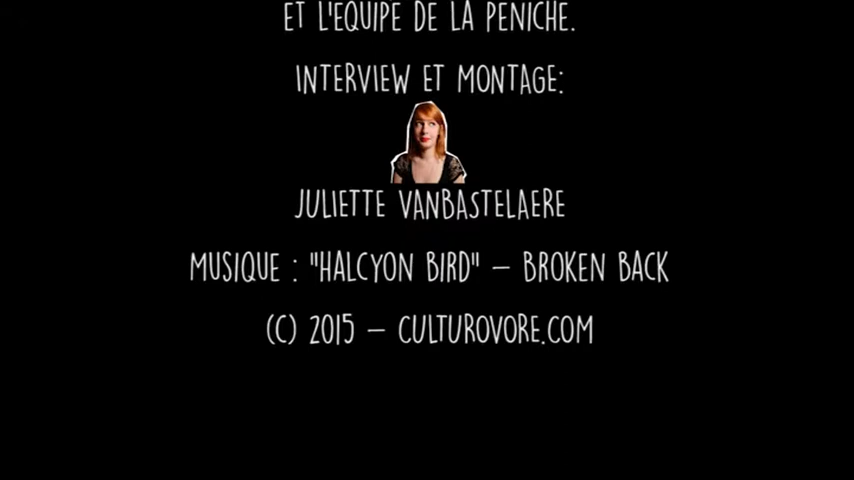 ET L'EQUIPE DE LA PENICHE.
INTERVIEW ET MONTAGE:
JULIETTE VANBASTELAERE
MUSIQUE : "HALCYON BIRD" – BROKEN BACK
(C) 2015 – CULTUROVORE.COM